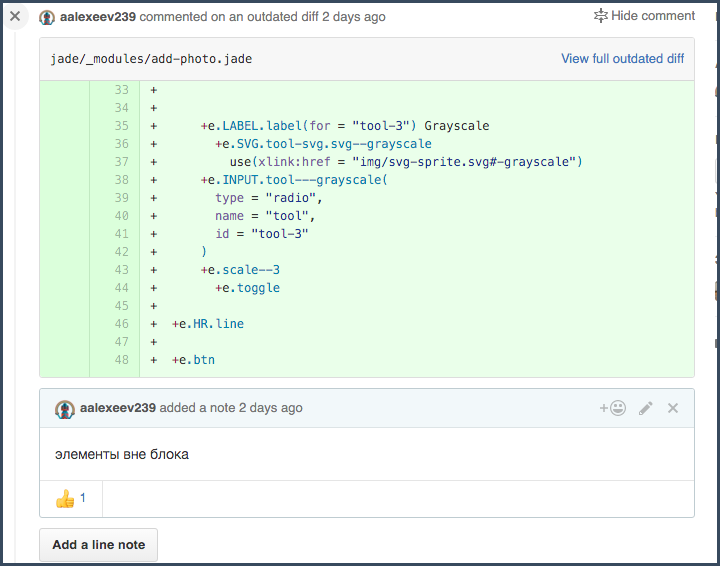 aalexeev239 commented on an outdated diff 2 days ago Hide comment
jade/_modules/add-photo.jade View full outdated diff
33 +
34 +
35 + +e.LABEL.label(for = "tool-3") Grayscale
36 + +e.SVG.tool-svg.svg--grayscale
37 + use(xlink:href = "img/svg-sprite.svg#-grayscale")
38 + +e.INPUT.tool---grayscale(
39 + type = "radio",
40 + name = "tool",
41 + id = "tool-3"
42 + )
43 + +e.scale--3
44 + +e.toggle
45 +
46 + +e.HR.line
47 +
48 + +e.btn
aalexeev239 added a note 2 days ago
элементы вне блока
👍 1
Add a line note